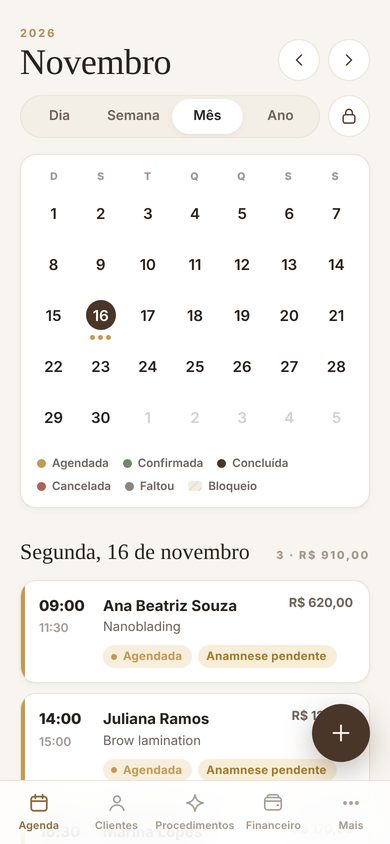 2026
Novembro
Dia Semana Mês Ano
D S T Q Q S S
1 2 3 4 5 6 7
8 9 10 11 12 13 14
15 16 17 18 19 20 21
22 23 24 25 26 27 28
29 30 1 2 3 4 5
Agendada Confirmada Concluída
Cancelada Faltou Bloqueio
Segunda, 16 de novembro 3 · R$ 910,00
09:00 Ana Beatriz Souza R$ 620,00
11:30 Nanoblading
Agendada Anamnese pendente
14:00 Juliana Ramos R$
15:00 Brow lamination
Agendada Anamnese pendente
Agenda Clientes Procedimentos Financeiro Mais
16:30 Marina Lopes